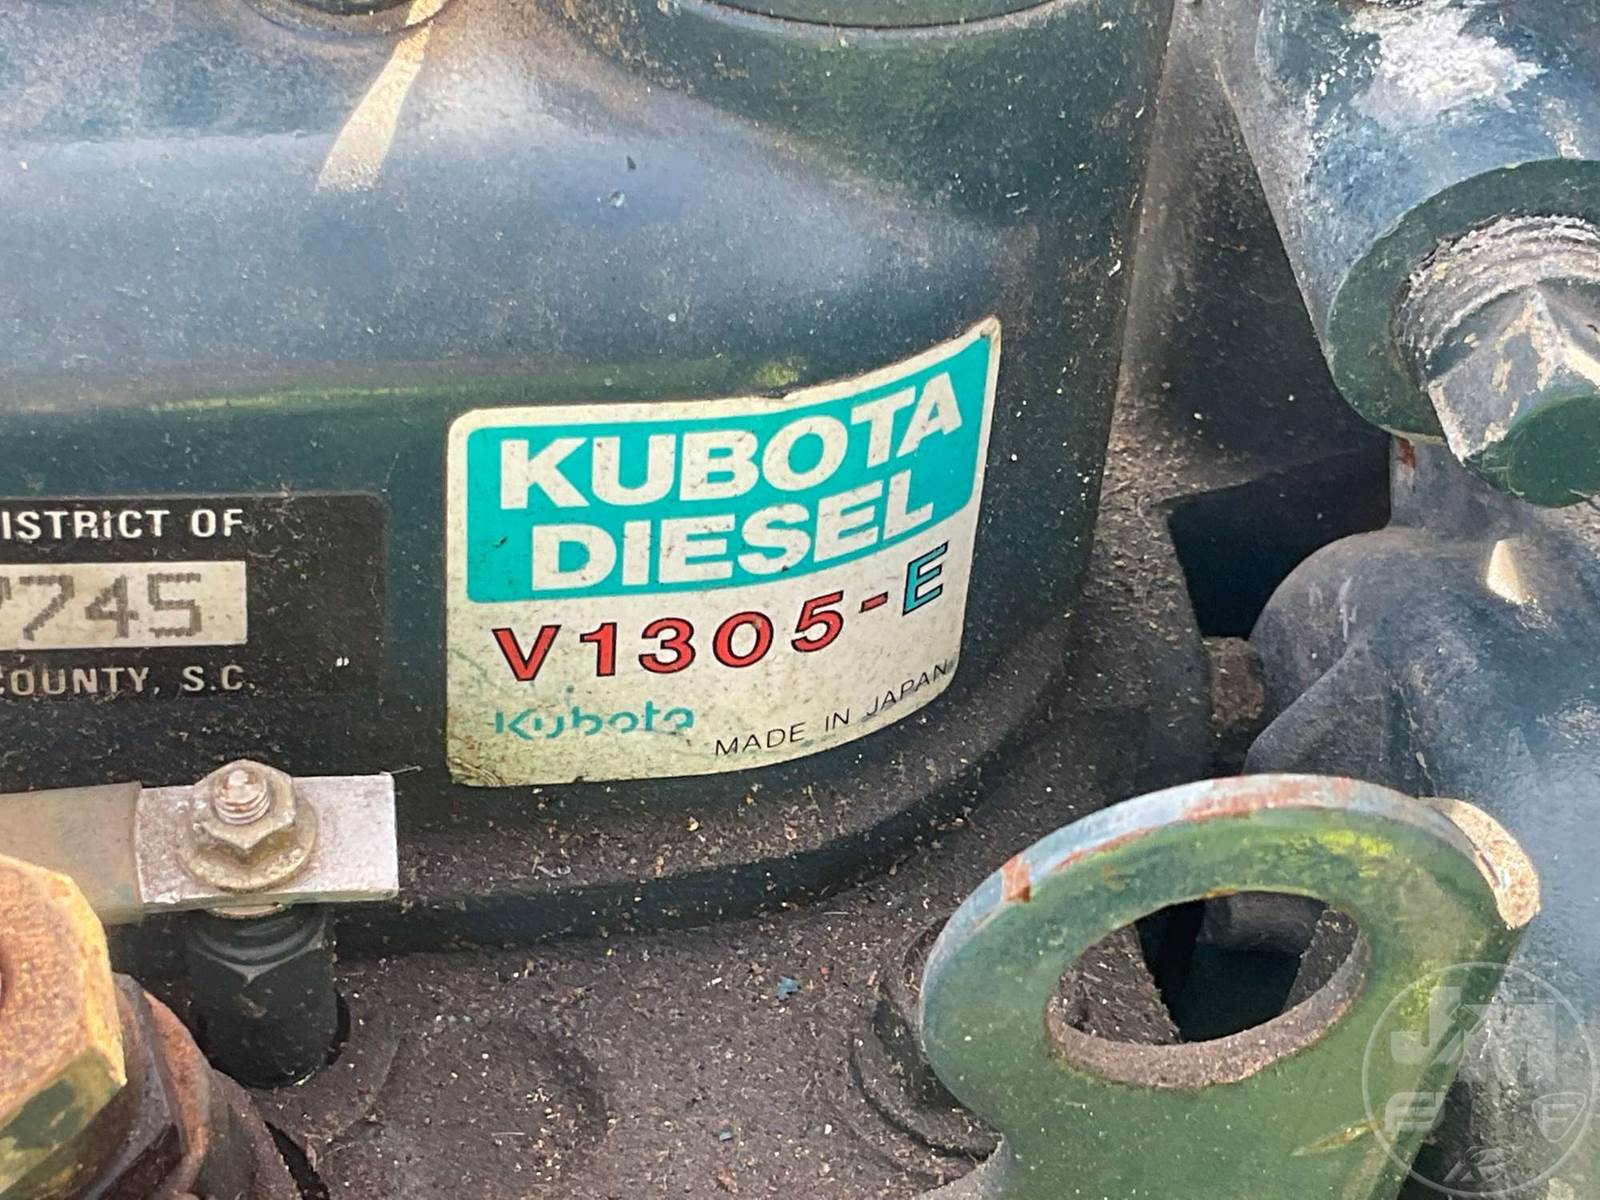 ISTRICT OF
745
COUNTY, S.C. "
KUBOTA
DIESEL
V1305-E
Kubota
MADE IN JAPAN